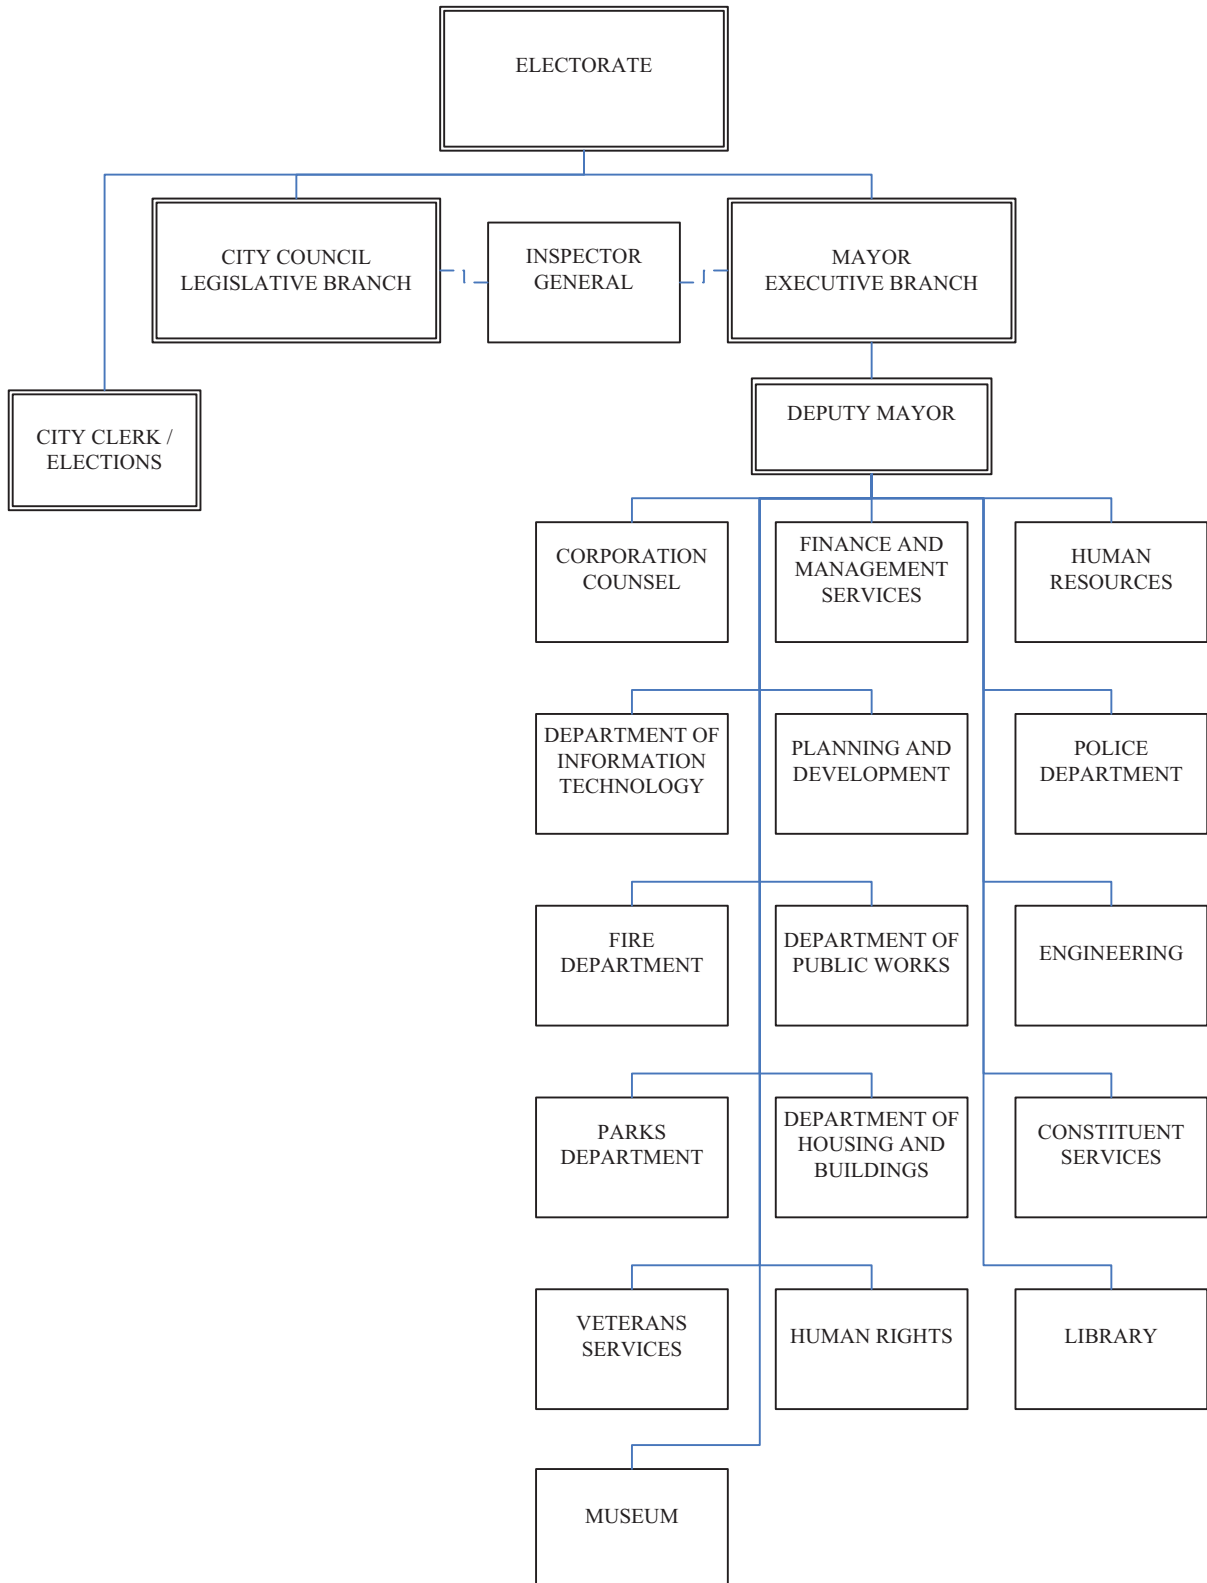 ELECTORATE
CITY COUNCIL
LEGISLATIVE BRANCH
INSPECTOR
GENERAL
MAYOR
EXECUTIVE BRANCH
CITY CLERK /
ELECTIONS
DEPUTY MAYOR
CORPORATION
COUNSEL
FINANCE AND
MANAGEMENT
SERVICES
HUMAN
RESOURCES
DEPARTMENT OF
INFORMATION
TECHNOLOGY
PLANNING AND
DEVELOPMENT
POLICE
DEPARTMENT
FIRE
DEPARTMENT
DEPARTMENT OF
PUBLIC WORKS
ENGINEERING
PARKS
DEPARTMENT
DEPARTMENT OF
HOUSING AND
BUILDINGS
CONSTITUENT
SERVICES
VETERANS
SERVICES
HUMAN RIGHTS
LIBRARY
MUSEUM